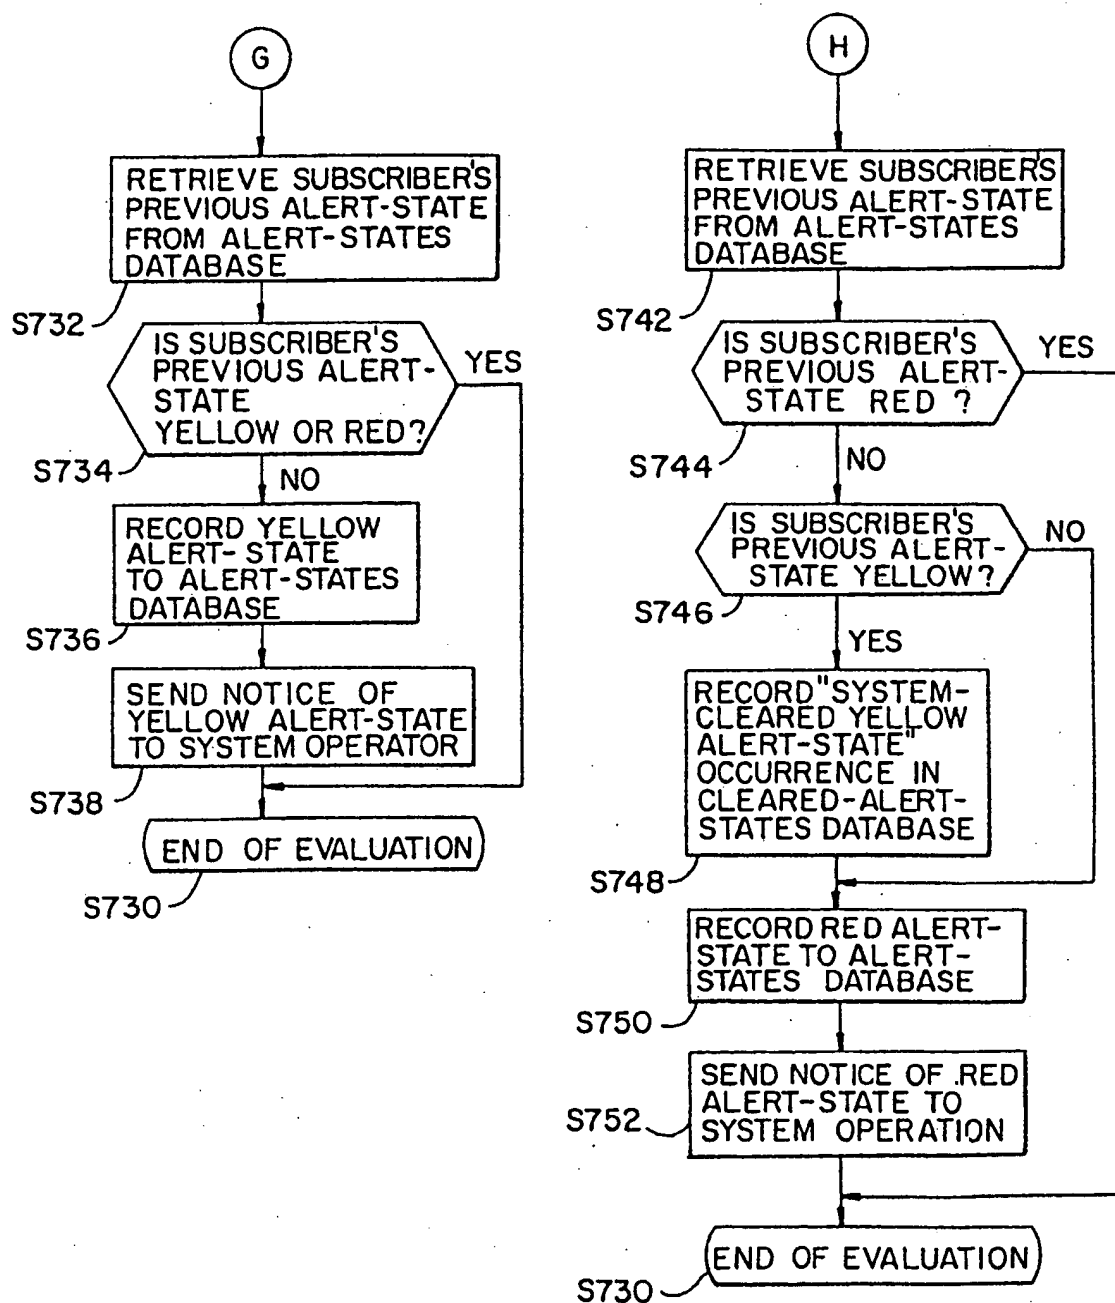 G
RETRIEVE SUBSCRIBER'S
PREVIOUS ALERT-STATE
FROM ALERT-STATES
DATABASE
S732
IS SUBSCRIBER'S
PREVIOUS ALERT-
STATE
YELLOW OR RED?
YES
S734
NO
RECORD YELLOW
ALERT-STATE
TO ALERT-STATES
DATABASE
S736
SEND NOTICE OF
YELLOW ALERT-STATE
TO SYSTEM OPERATOR
S738
END OF EVALUATION
S730
H
RETRIEVE SUBSCRIBER'S
PREVIOUS ALERT-STATE
FROM ALERT-STATES
DATABASE
S742
IS SUBSCRIBER'S
PREVIOUS ALERT-
STATE RED ?
YES
S744
NO
IS SUBSCRIBER'S
PREVIOUS ALERT-
STATE YELLOW?
NO
S746
YES
RECORD "SYSTEM-
CLEARED YELLOW
ALERT-STATE"
OCCURRENCE IN
CLEARED-ALERT-
STATES DATABASE
S748
RECORD RED ALERT-
STATE TO ALERT-
STATES DATABASE
S750
SEND NOTICE OF RED
ALERT-STATE TO
SYSTEM OPERATION
S752
END OF EVALUATION
S730